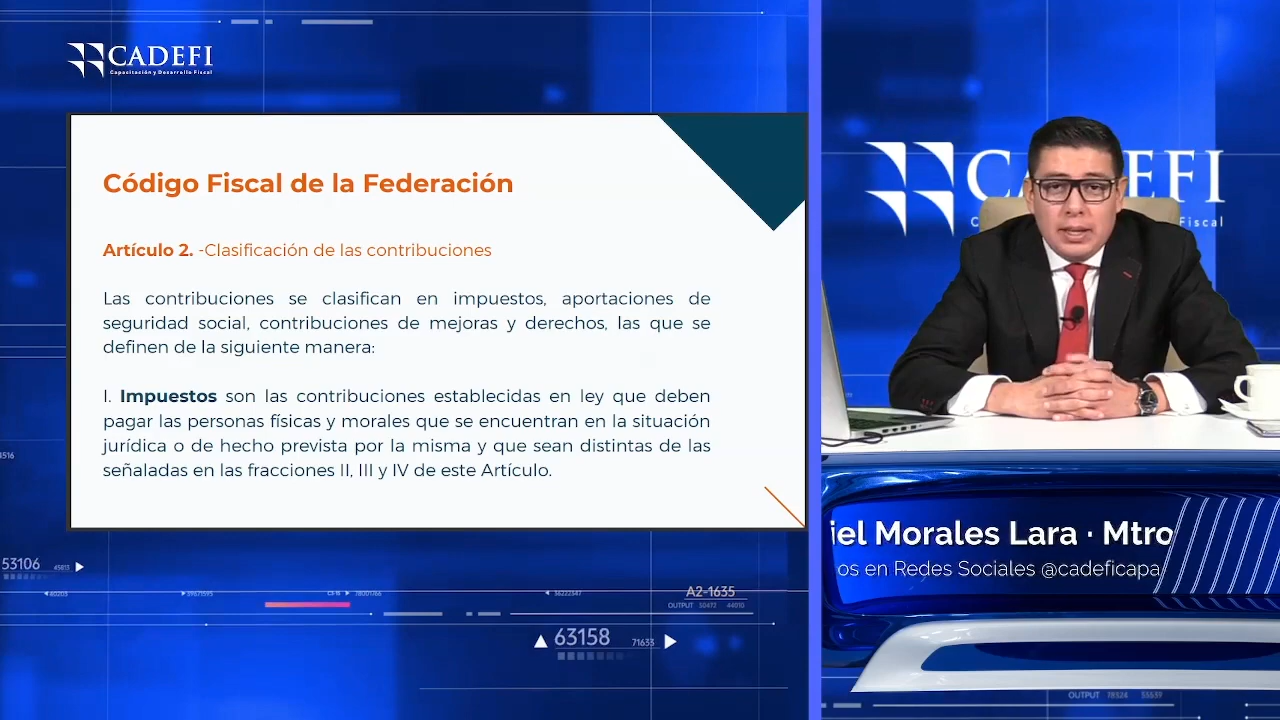 CADEFI
Capacitación y Desarrollo Fiscal
Código Fiscal de la Federación
Artículo 2. -Clasificación de las contribuciones
Las contribuciones se clasifican en impuestos, aportaciones de
seguridad social, contribuciones de mejoras y derechos, las que se
definen de la siguiente manera:
I. Impuestos son las contribuciones establecidas en ley que deben
pagar las personas físicas y morales que se encuentran en la situación
jurídica o de hecho prevista por la misma y que sean distintas de las
señaladas en las fracciones II, III y IV de este Artículo.
CADEFI
Fiscal
iel Morales Lara · Mtro
os en Redes Sociales @cadeficapa
53106
A2-1635
OUTPUT
63158
71633
OUTPUT